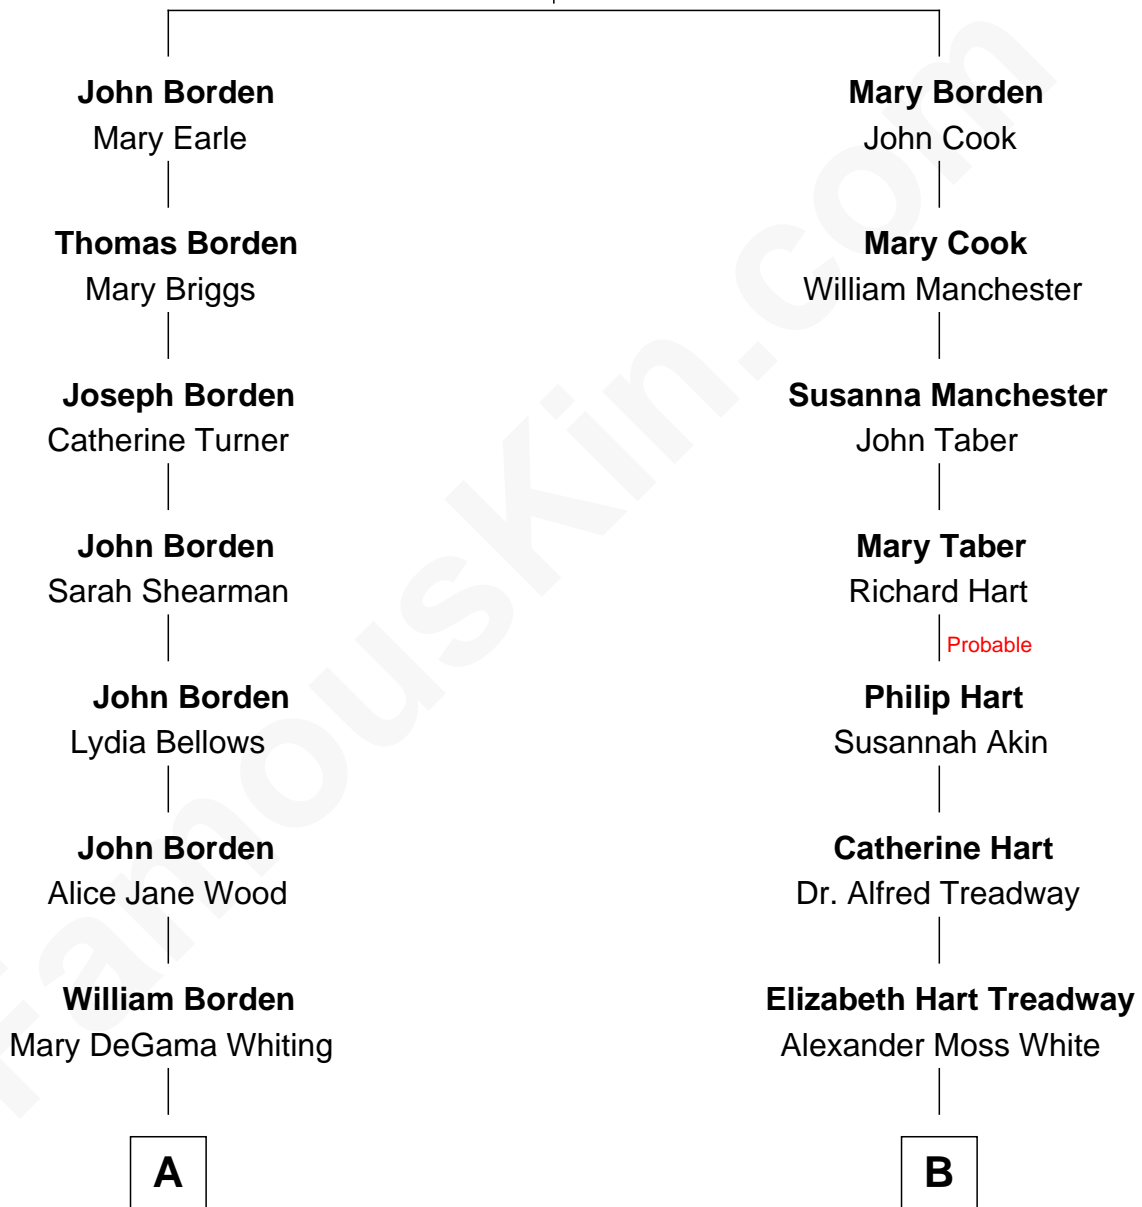 John Borden
Mary Earle
Thomas Borden
Mary Briggs
Joseph Borden
Catherine Turner
John Borden
Sarah Shearman
John Borden
Lydia Bellows
John Borden
Alice Jane Wood
William Borden
Mary DeGama Whiting
A
Mary Borden
John Cook
Mary Cook
William Manchester
Susanna Manchester
John Taber
Mary Taber
Richard Hart
Probable
Philip Hart
Susannah Akin
Catherine Hart
Dr. Alfred Treadway
Elizabeth Hart Treadway
Alexander Moss White
B
FamousKin.com